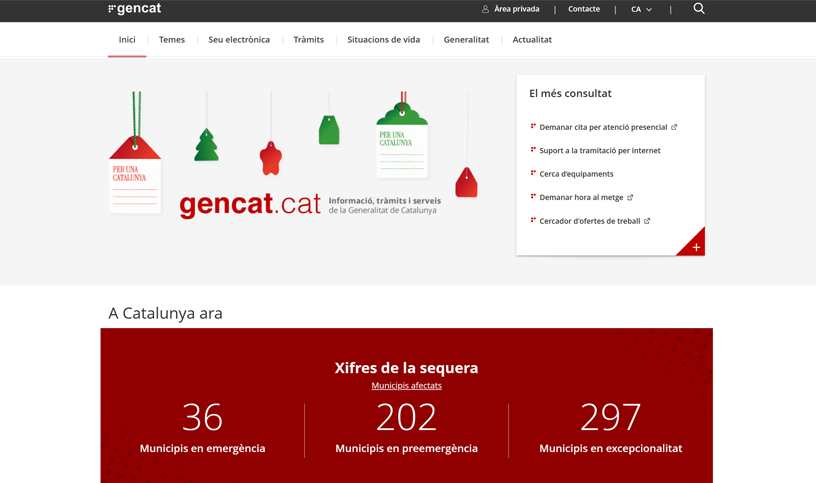 gencat
Àrea privada
Contacte
CA
Inici
Temes
Seu electrònica
Tràmits
Situacions de vida
Generalitat
Actualitat
PER UNA
CATALUNYA
PER UNA
CATALUNYA
gencat.cat
Informació, tràmits i serveis
de la Generalitat de Catalunya
El més consultat
Demanar cita per atenció presencial
Suport a la tramitació per internet
Cerca d'equipaments
Demanar hora al metge
Cercador d'ofertes de treball
+
A Catalunya ara
Xifres de la sequera
Municipis afectats
36
Municipis en emergència
202
Municipis en preemergència
297
Municipis en excepcionalitat